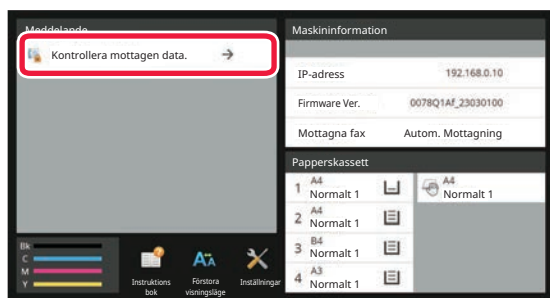 Meddelande
Kontrollera mottagen data.
Maskininformation
IP-adress 192.168.0.10
Firmware Ver. 0078Q1Af_23030100
Mottagna fax Autom. Mottagning
Papperskassett
1 A4
Normalt 1
A4
Normalt 1
2 A4
Normalt 1
3 B4
Normalt 1
4 A3
Normalt 1
Bk
C
M
Y
Instruktions
bok
Förstora
visningsläge
Inställningar